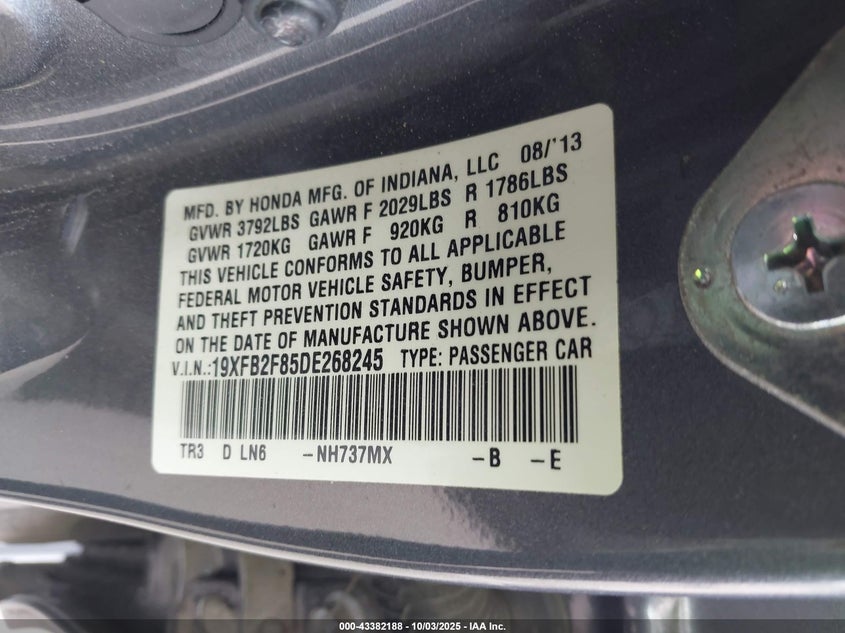 MFD. BY HONDA MFG. OF INDIANA, LLC 08/'13
GVWR 3792LBS GAWR F 2029LBS R 1786LBS
GVWR 1720KG GAWR F 920KG R 810KG
THIS VEHICLE CONFORMS TO ALL APPLICABLE
FEDERAL MOTOR VEHICLE SAFETY, BUMPER,
AND THEFT PREVENTION STANDARDS IN EFFECT
ON THE DATE OF MANUFACTURE SHOWN ABOVE.
V.I.N.:19XFB2F85DE268245 TYPE: PASSENGER CAR
TR3 D LN6 -NH737MX -B -E
000-43382188 - 10/03/2025 - IAA Inc.